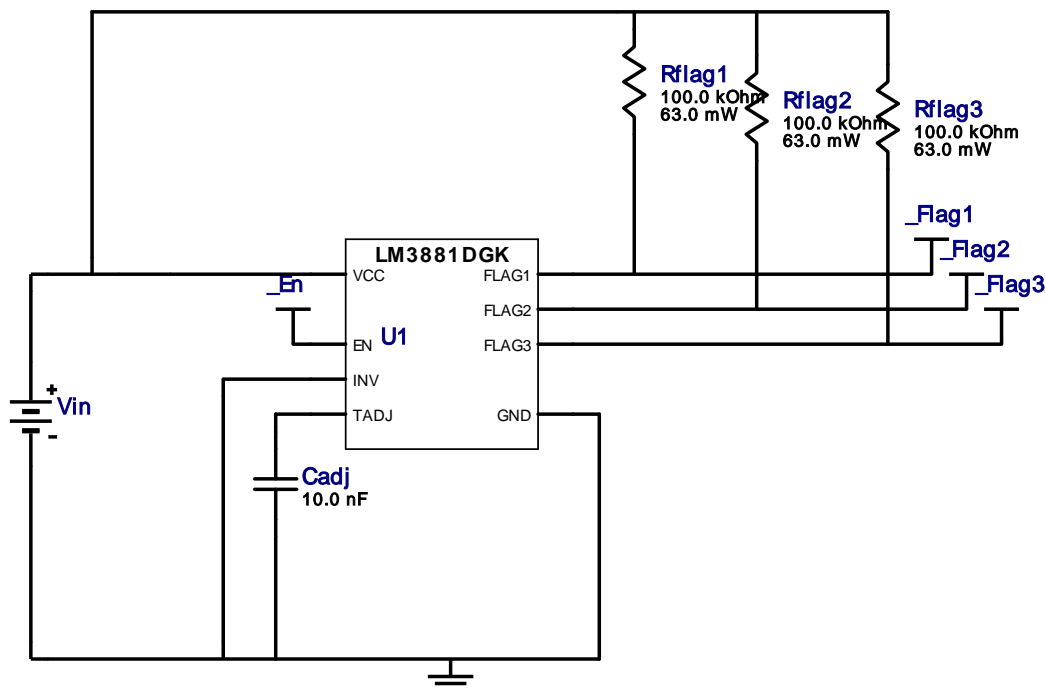 Rflag1
100.0 kOhm
63.0 mW
Rflag2
100.0 kOhm
63.0 mW
Rflag3
100.0 kOhm
63.0 mW
_Flag1
_Flag2
_Flag3
LM3881DGK
VCC
FLAG1
_En
FLAG2
EN
U1
FLAG3
INV
TADJ
GND
+
Vin
-
Cadj
10.0 nF